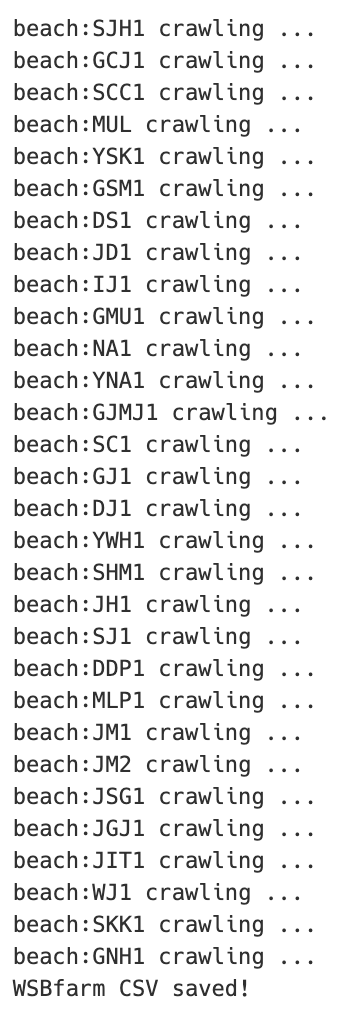 beach:SJH1 crawling ...
beach:GCJ1 crawling ...
beach:SCC1 crawling ...
beach:MUL crawling ...
beach:YSK1 crawling ...
beach:GSM1 crawling ...
beach:DS1 crawling ...
beach:JD1 crawling ...
beach:IJ1 crawling ...
beach:GMU1 crawling ...
beach:NA1 crawling ...
beach:YNA1 crawling ...
beach:GJMJ1 crawling ...
beach:SC1 crawling ...
beach:GJ1 crawling ...
beach:DJ1 crawling ...
beach:YWH1 crawling ...
beach:SHM1 crawling ...
beach:JH1 crawling ...
beach:SJ1 crawling ...
beach:DDP1 crawling ...
beach:MLP1 crawling ...
beach:JM1 crawling ...
beach:JM2 crawling ...
beach:JSG1 crawling ...
beach:JGJ1 crawling ...
beach:JIT1 crawling ...
beach:WJ1 crawling ...
beach:SKK1 crawling ...
beach:GNH1 crawling ...
WSBfarm CSV saved!